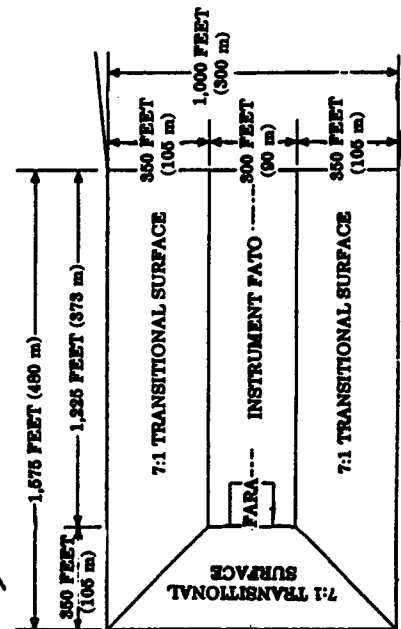 1,575 FEET (480 m)
1,225 FEET (373 m)
350 FEET
(105 m)
1,000 FEET
(300 m)
350 FEET
(105 m)
300 FEET
(90 m)
350 FEET
(105 m)
7:1 TRANSITIONAL SURFACE
FARA
INSTRUMENT FATO
7:1 TRANSITIONAL
SURFACE
7:1 TRANSITIONAL SURFACE